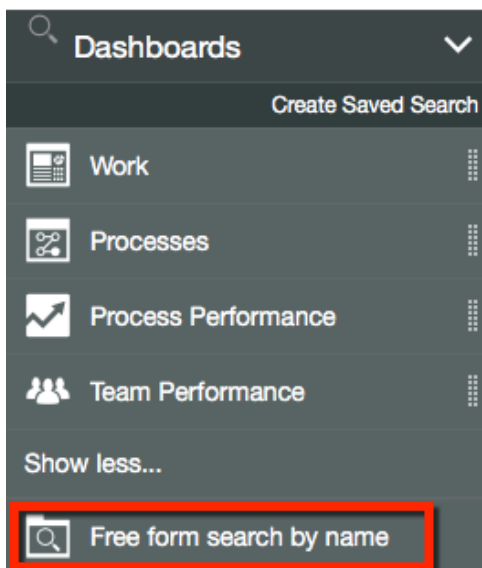 Dashboards
Create Saved Search
Work
Processes
Process Performance
Team Performance
Show less...
Free form search by name